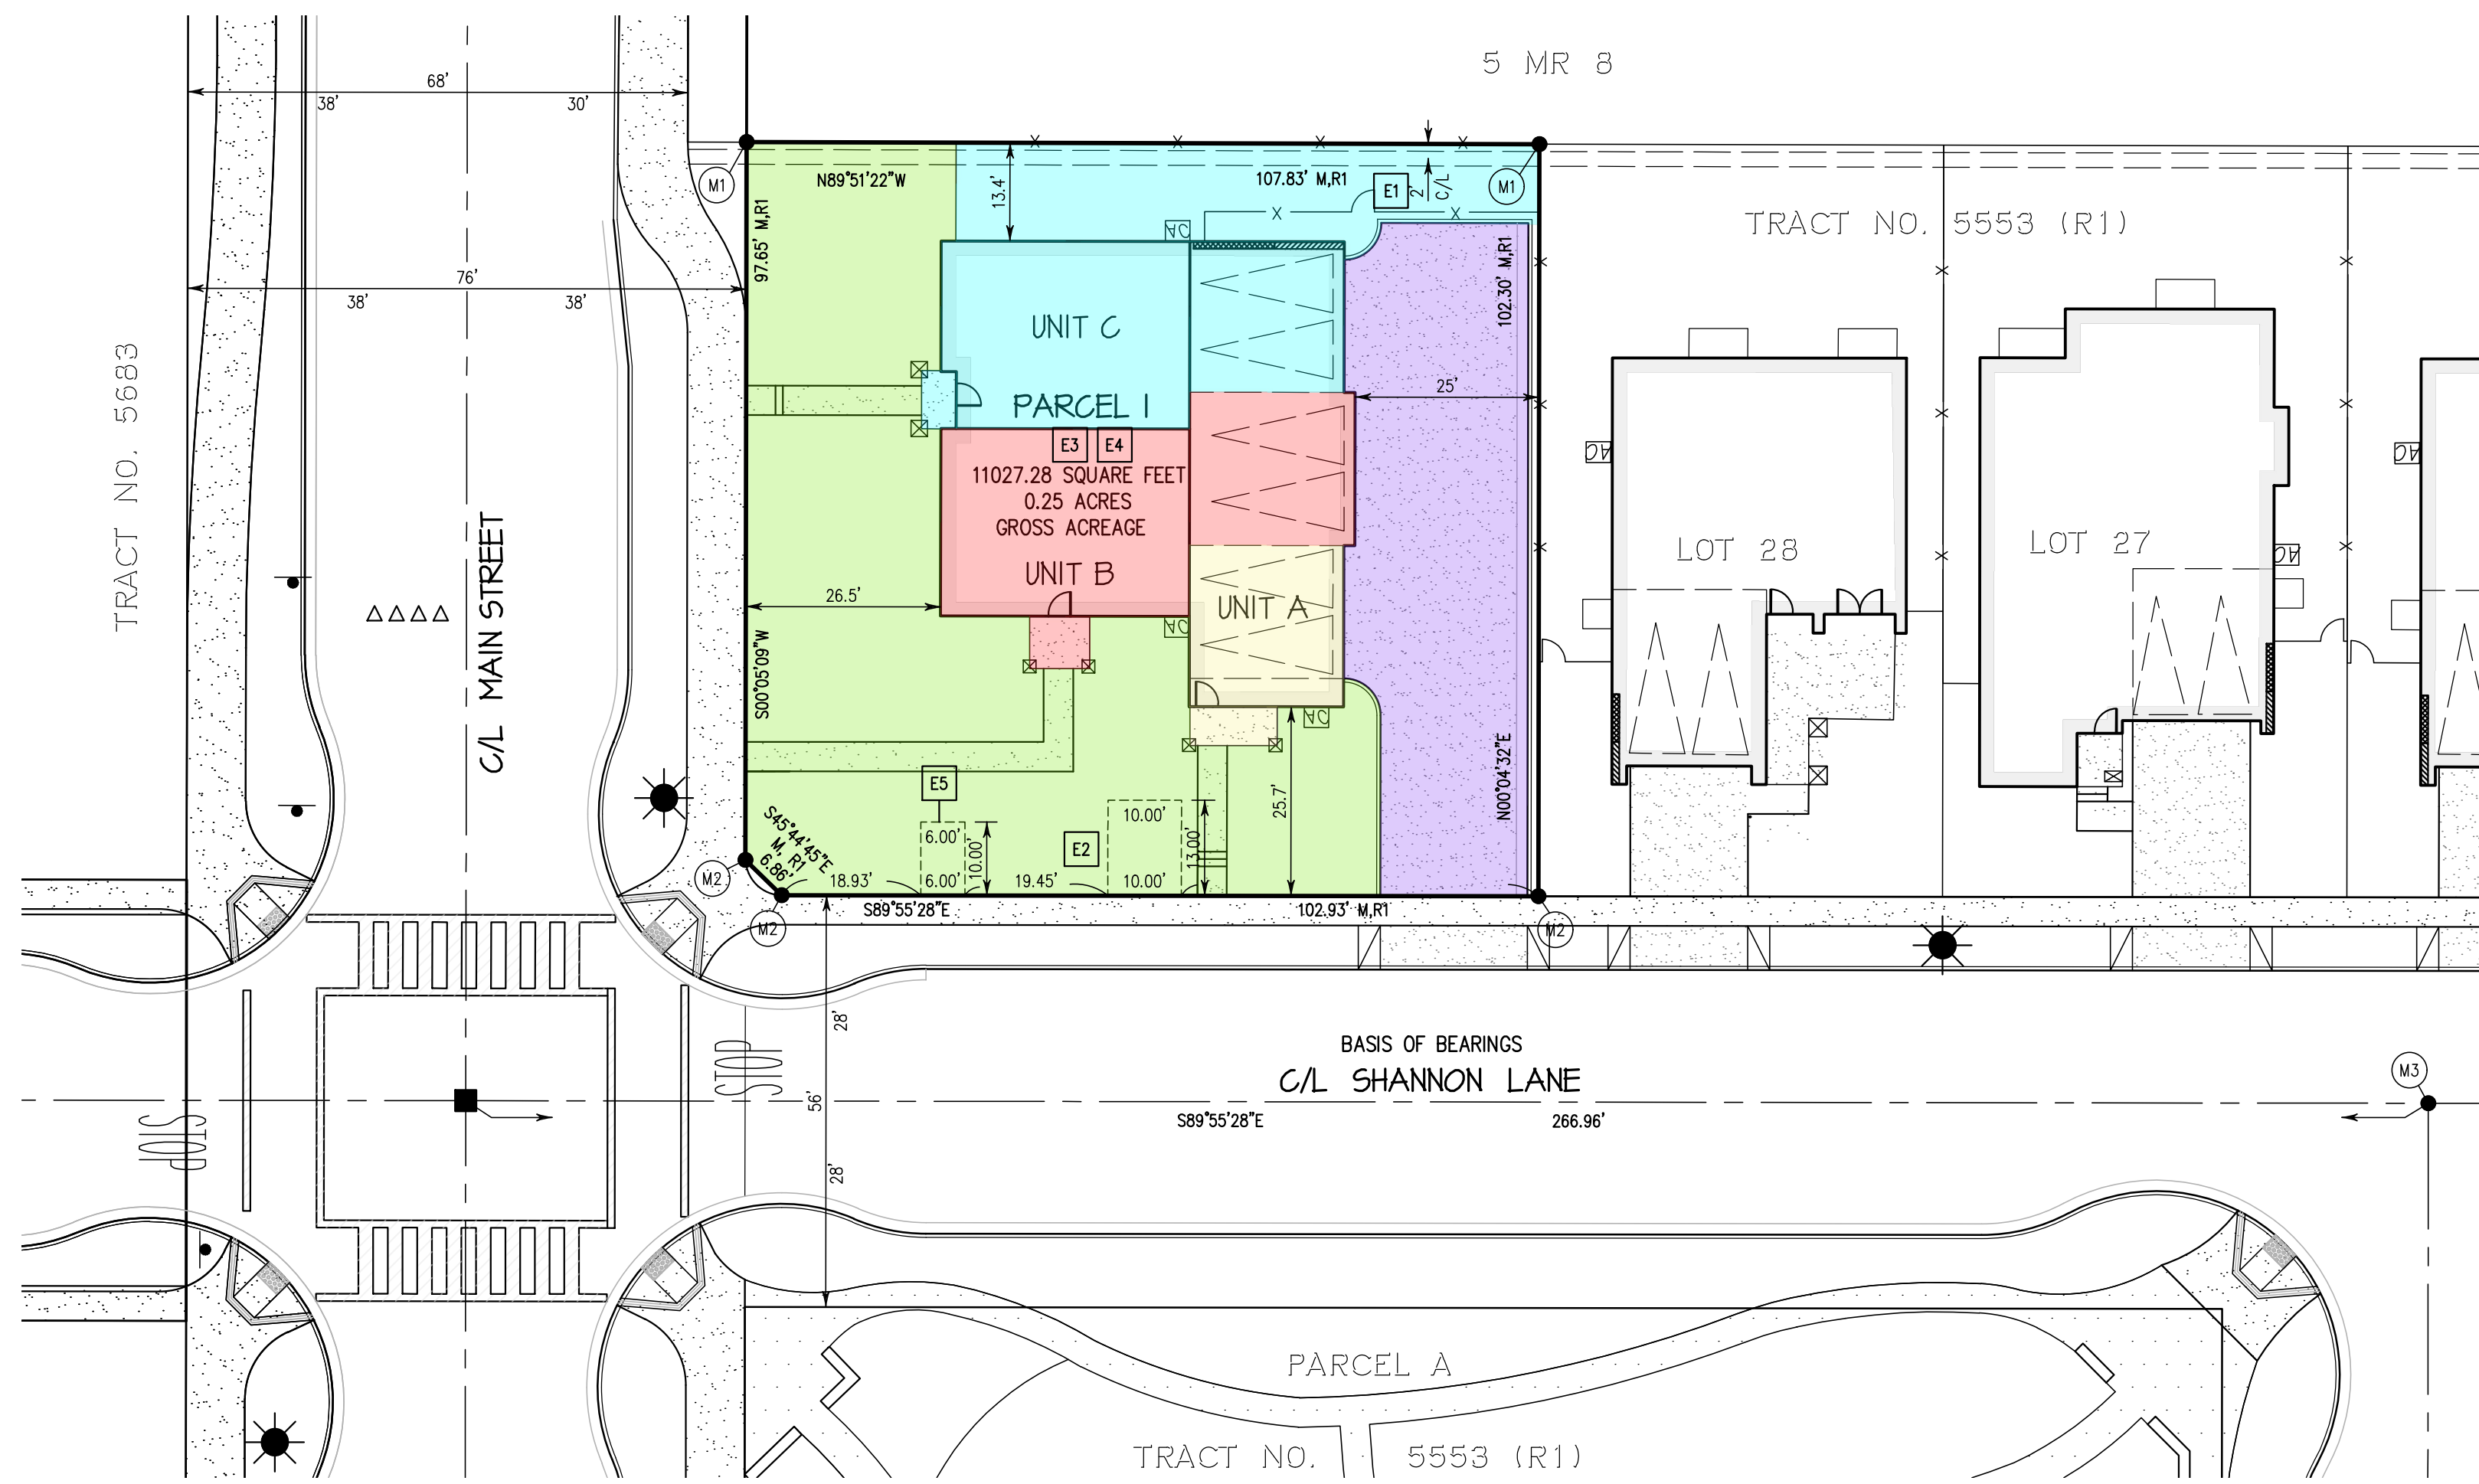 5 MR 8
68'
38'
30'
M1
N89°51'22"W
13.4'
107.83' M,R1
E1
2'
C/L
M1
TRACT NO. 5553 (R1)
97.65' M,R1
AC
102.30' M,R1
76'
38'
38'
UNIT C
25'
PARCEL 1
E3
E4
11027.28 SQUARE FEET
0.25 ACRES
GROSS ACREAGE
UNIT B
UNIT A
26.5'
AC
AC
TRACT NO. 5683
C/L MAIN STREET
S00°05'09"W
N00°04'32"E
AC
LOT 28
LOT 27
AC
AC
E5
E2
S45°44'45"E
M, R1
6.86'
6.00'
10.00'
10.00'
13.00'
25.7'
M2
18.93'
6.00'
19.45'
10.00'
M2
S89°55'28"E
102.93' M,R1
M2
28'
STOP
BASIS OF BEARINGS
C/L SHANNON LANE
M3
56'
S89°55'28"E
266.96'
STOP
28'
PARCEL A
TRACT NO. 5553 (R1)